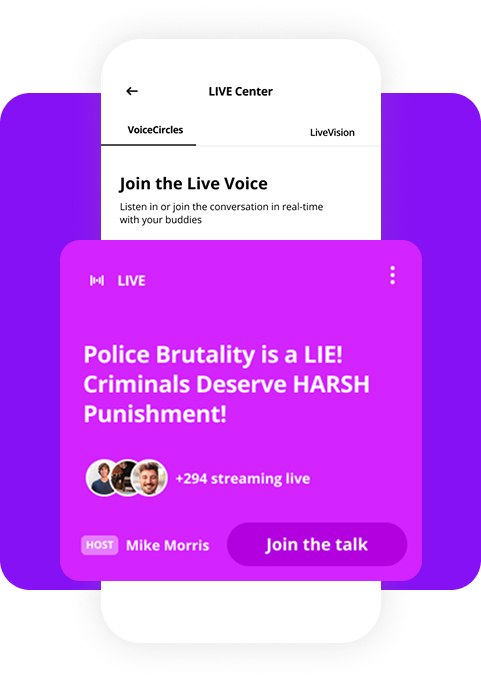 LIVE Center
VoiceCircles
LiveVision
Join the Live Voice
Listen in or join the conversation in real-time
with your buddies
LIVE
Police Brutality is a LIE!
Criminals Deserve HARSH
Punishment!
+294 streaming live
HOST Mike Morris
Join the talk